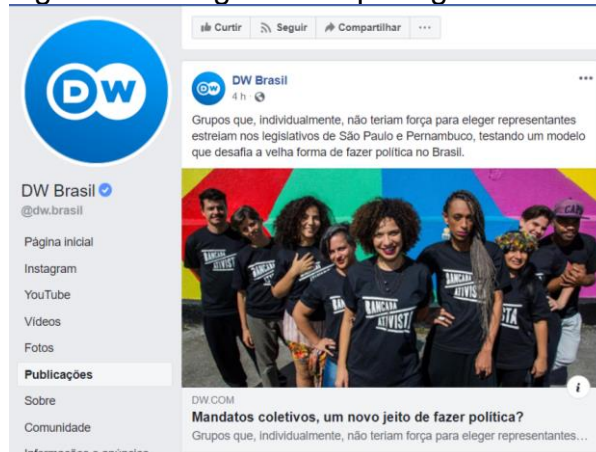 Curtir Seguir Compartilhar ...
DW
DW Brasil
@dw.brasil
Página inicial
Instagram
YouTube
Vídeos
Fotos
Publicações
Sobre
Comunidade
DW
DW Brasil
4 h
Grupos que, individualmente, não teriam força para eleger representantes
estreiam nos legislativos de São Paulo e Pernambuco, testando um modelo
que desafia a velha forma de fazer política no Brasil.
BANCADA
ATIVISTA
BANCADA
ATIVISTA
DW.COM
Mandatos coletivos, um novo jeito de fazer política?
Grupos que, individualmente, não teriam força para eleger representantes...